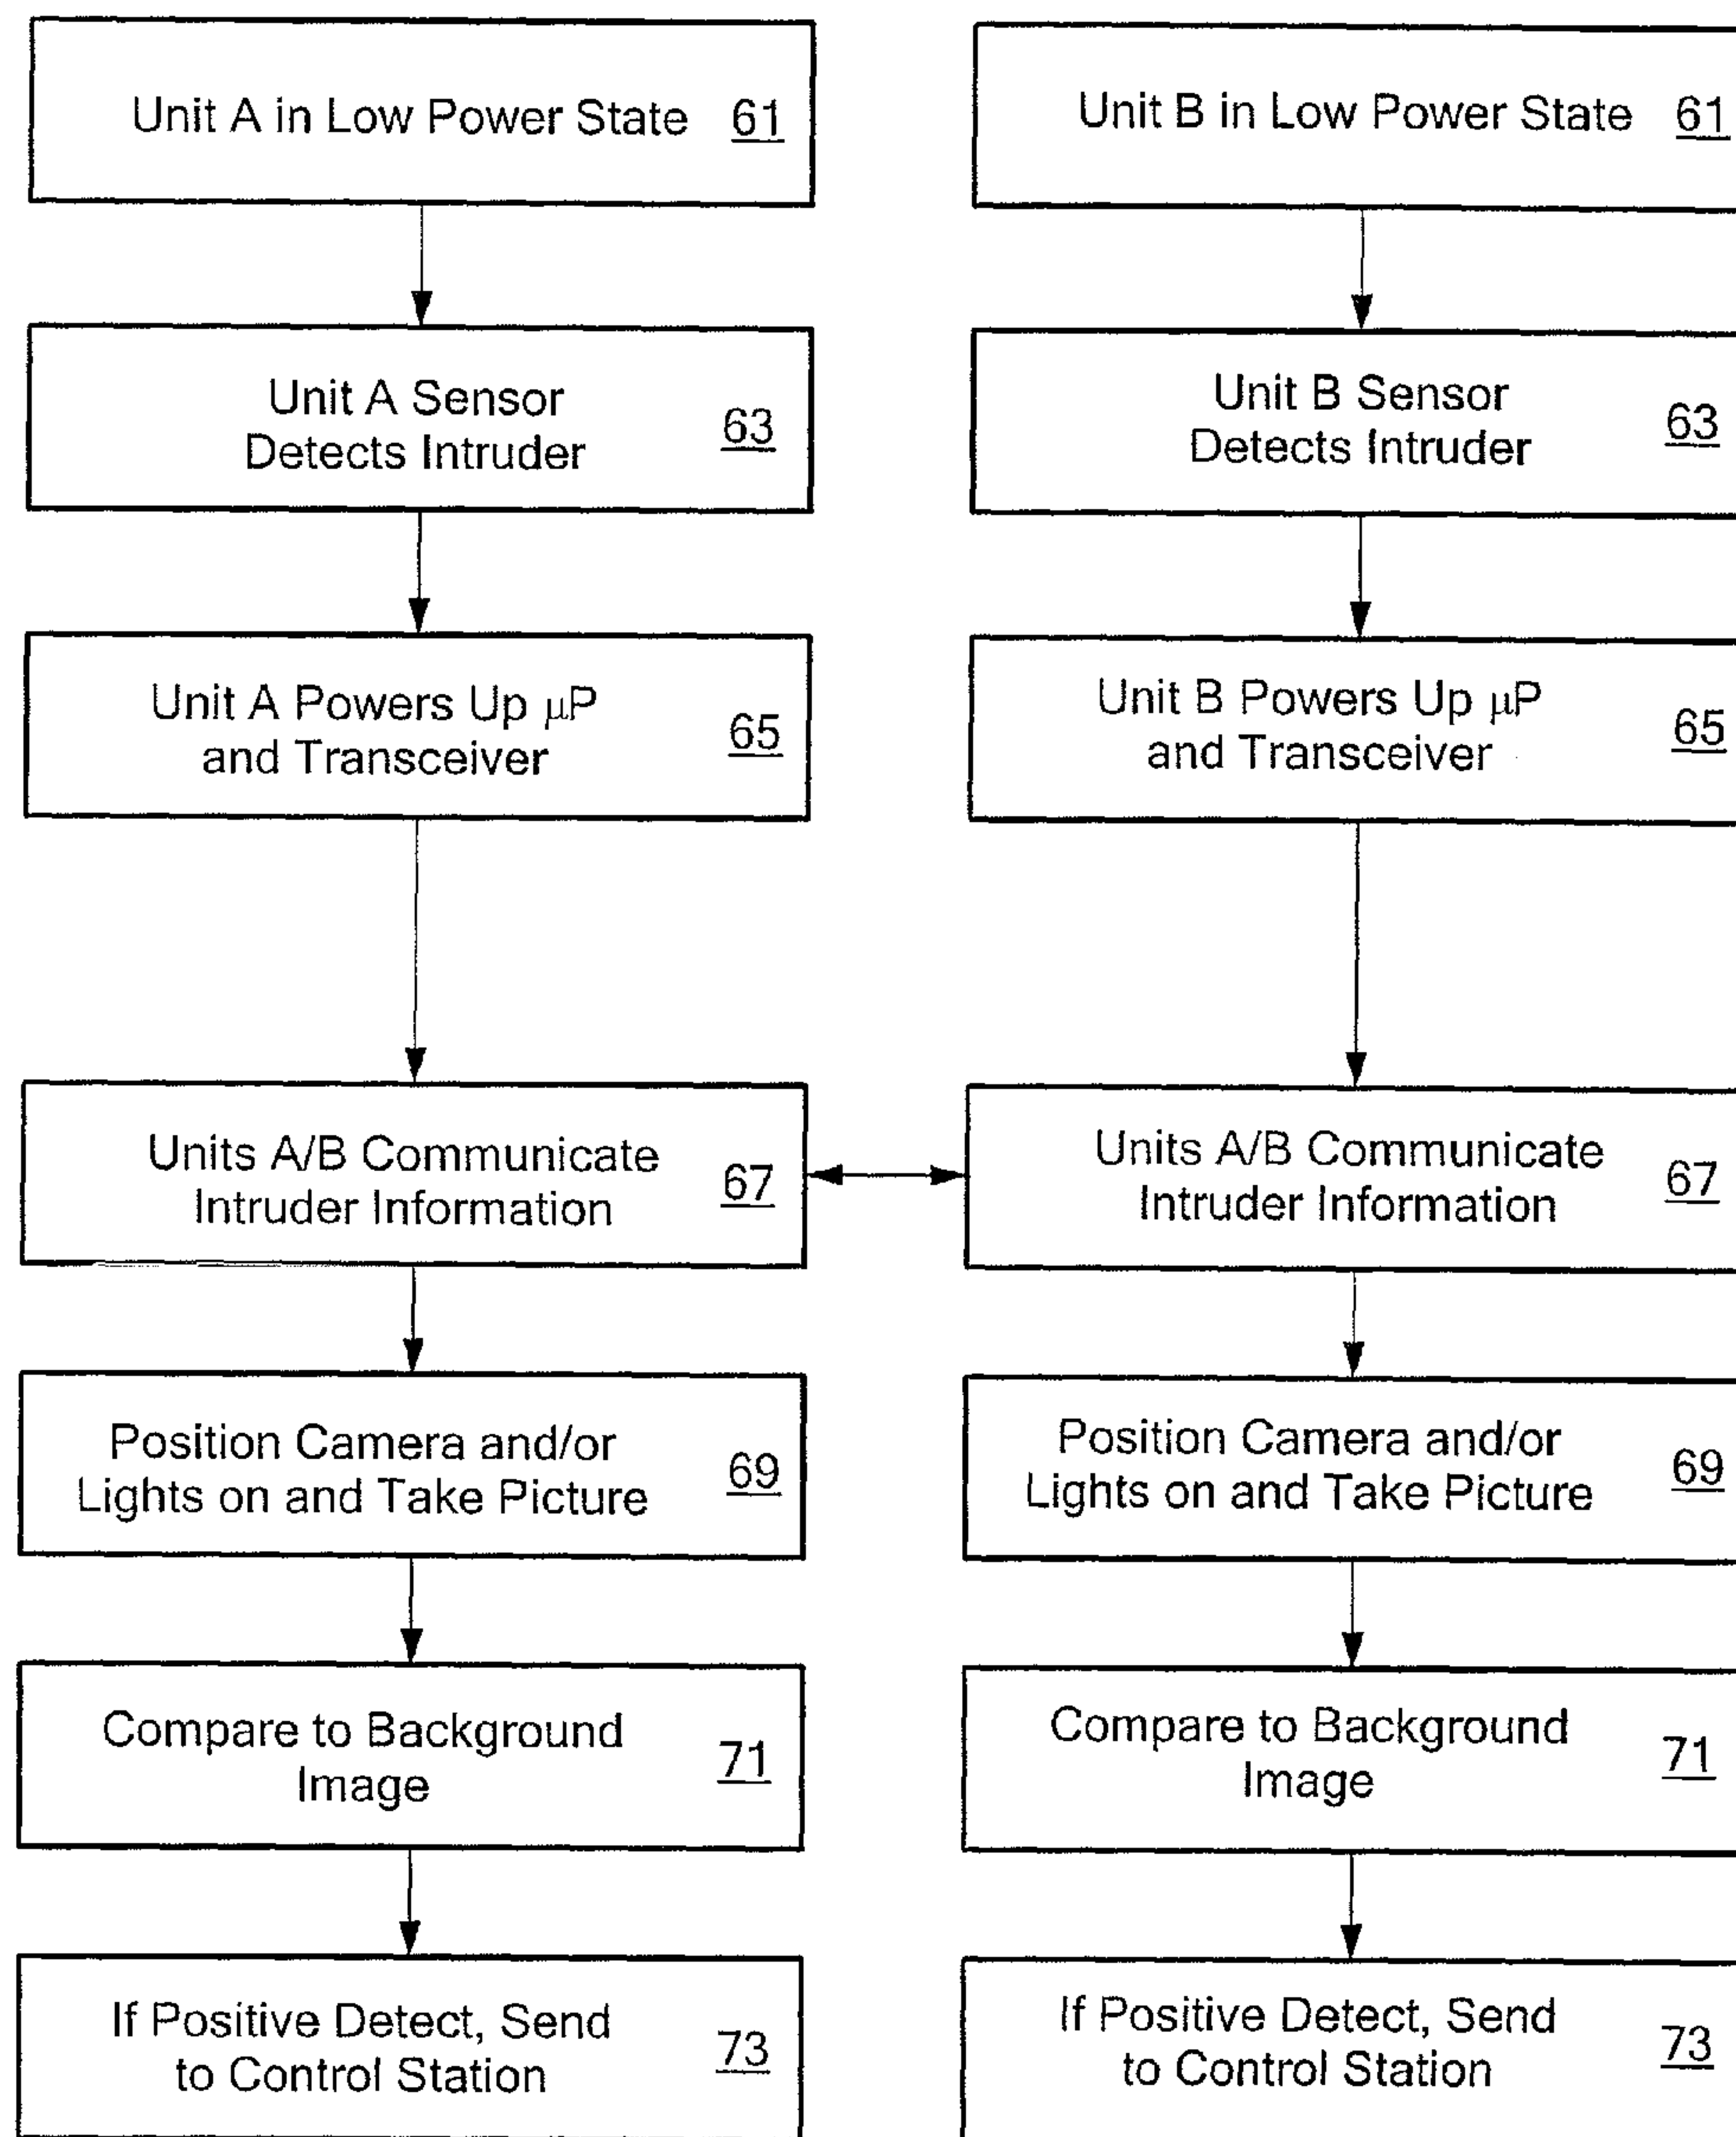 Unit A in Low Power State 61
Unit B in Low Power State 61
Unit A Sensor
Detects Intruder 63
Unit B Sensor
Detects Intruder 63
Unit A Powers Up μP
and Transceiver 65
Unit B Powers Up μP
and Transceiver 65
Units A/B Communicate
Intruder Information 67
Units A/B Communicate
Intruder Information 67
Position Camera and/or
Lights on and Take Picture 69
Position Camera and/or
Lights on and Take Picture 69
Compare to Background
Image 71
Compare to Background
Image 71
If Positive Detect, Send
to Control Station 73
If Positive Detect, Send
to Control Station 73